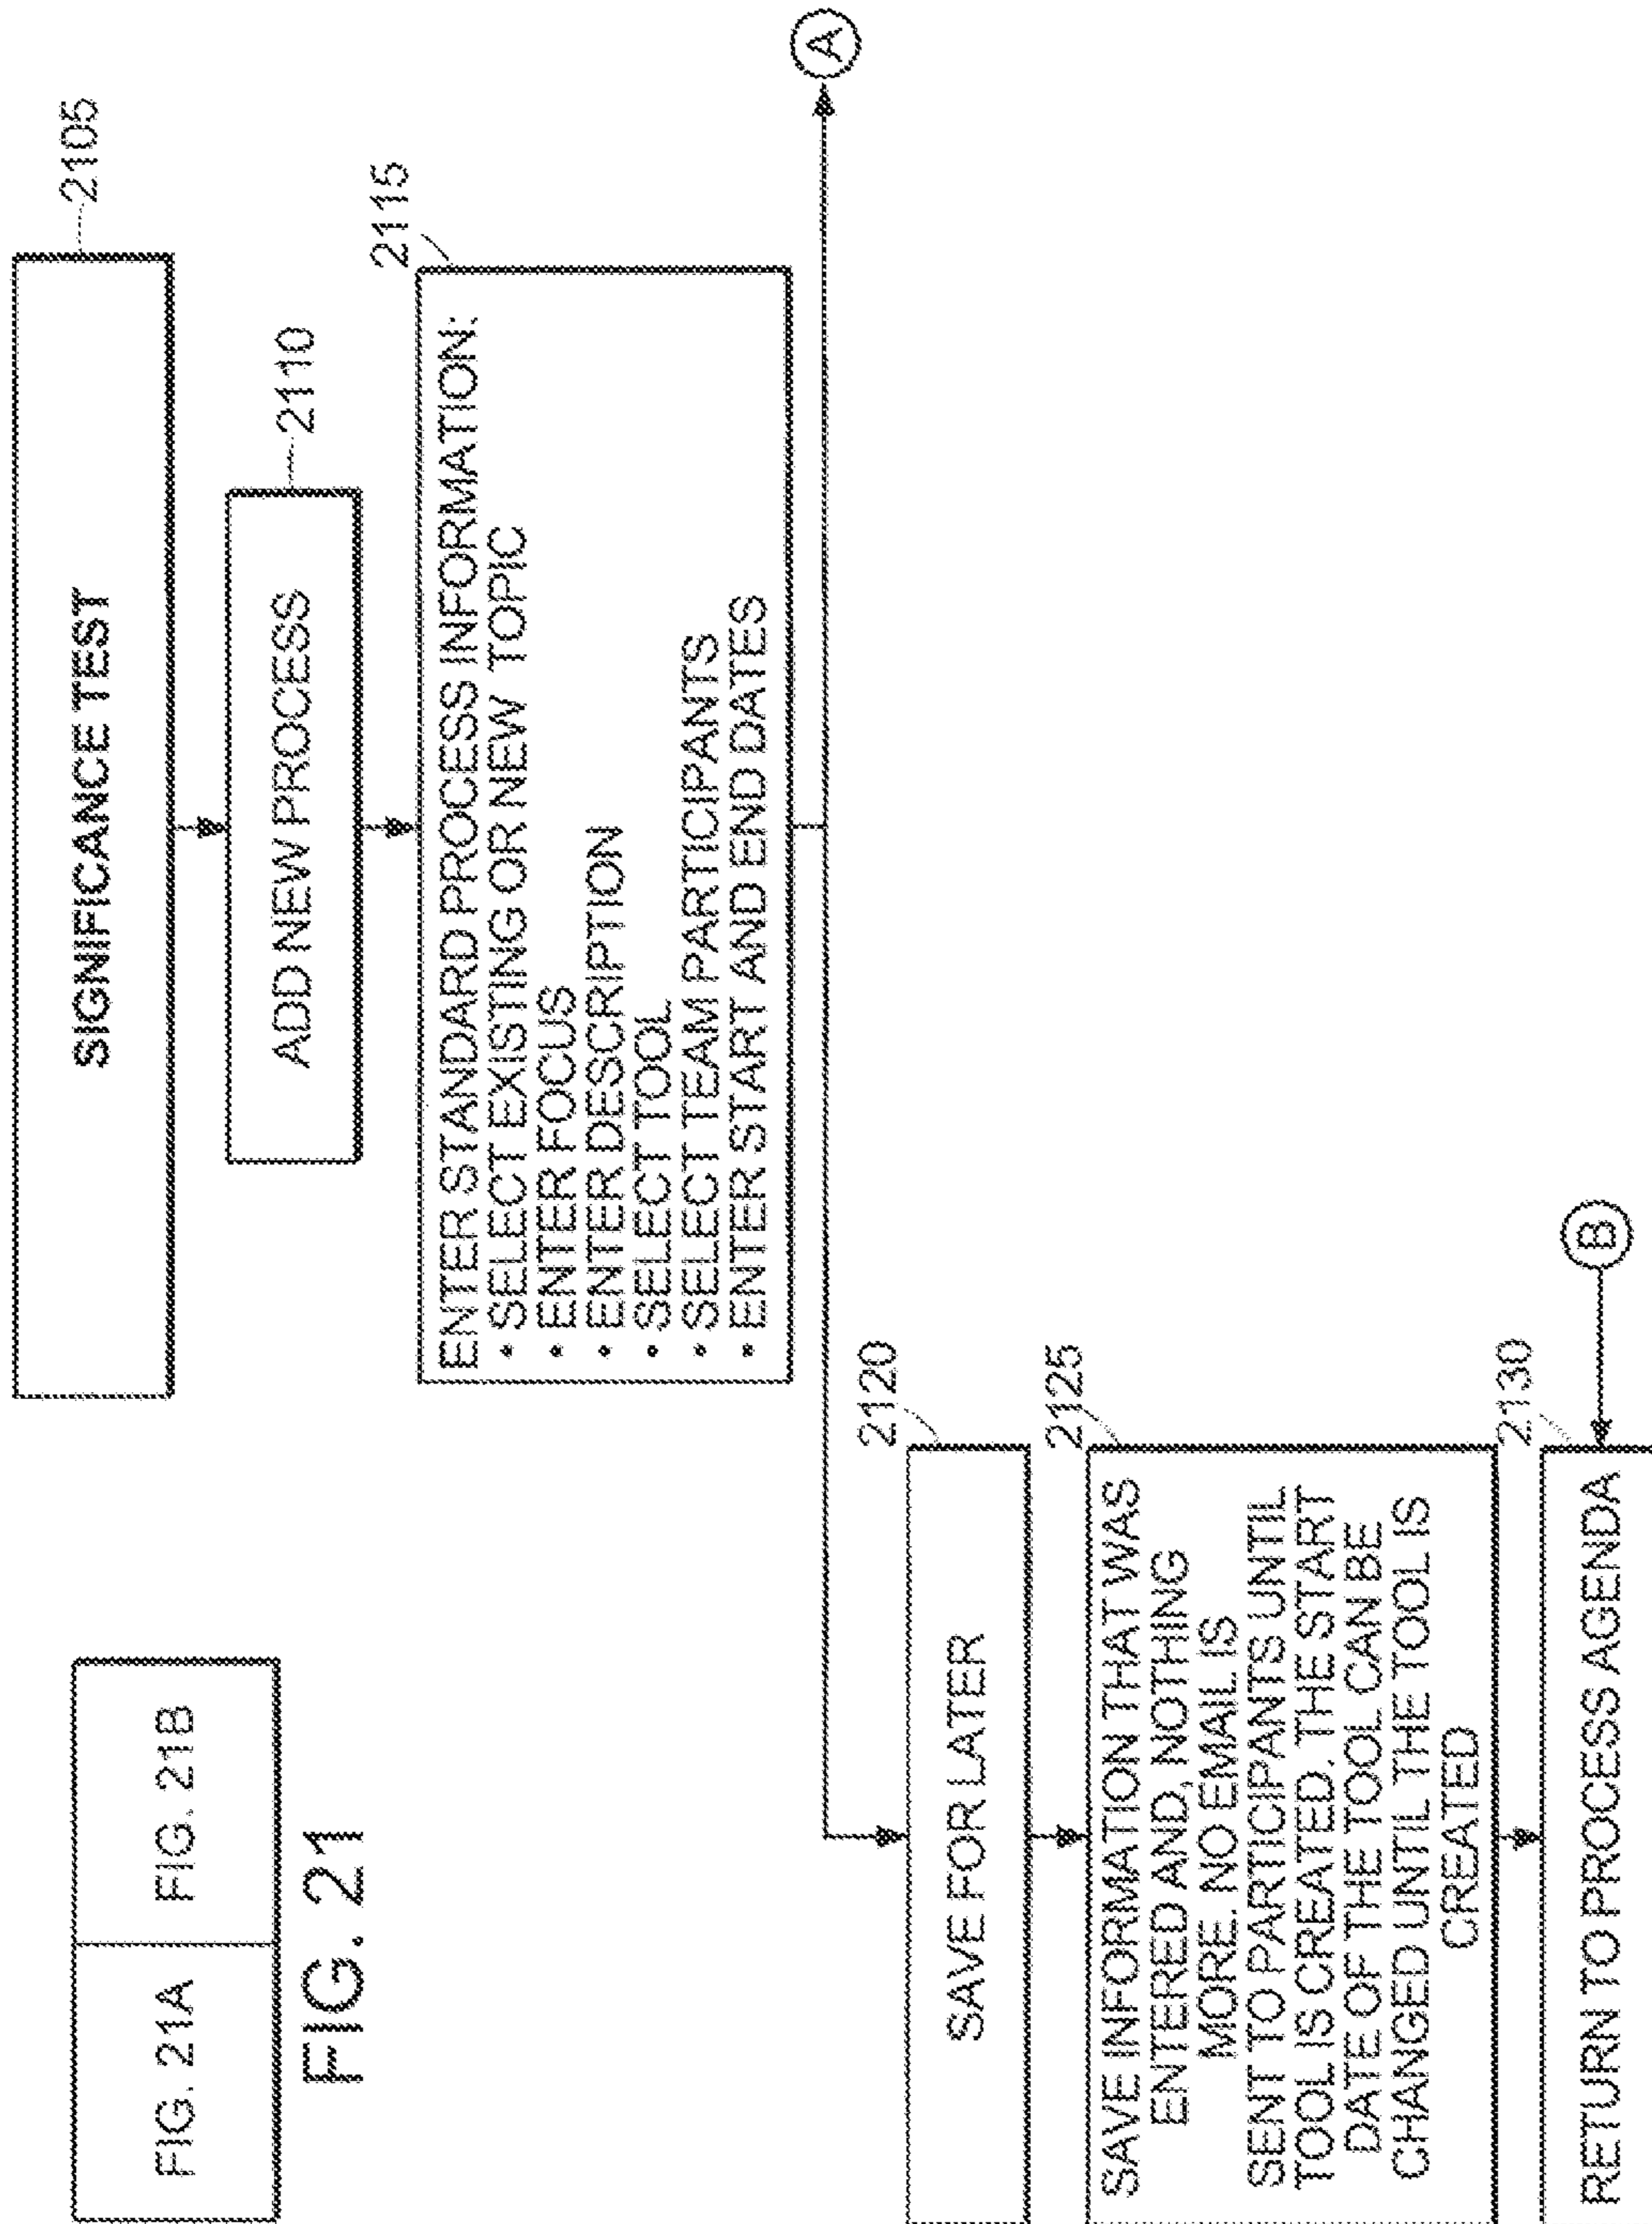 FIG. 21A
FIG. 21B
FIG. 21
SIGNIFICANCE TEST
2105
ADD NEW PROCESS
2110
2115
ENTER STANDARD PROCESS INFORMATION:
• SELECT EXISTING OR NEW TOPIC
• ENTER FOCUS
• ENTER DESCRIPTION
• SELECT TOOL
• SELECT TEAM PARTICIPANTS
• ENTER START AND END DATES
A
2120
SAVE FOR LATER
2125
SAVE INFORMATION THAT WAS
ENTERED AND, NOTHING
MORE. NO EMAIL IS
SENT TO PARTICIPANTS UNTIL
TOOL IS CREATED. THE START
DATE OF THE TOOL CAN BE
CHANGED UNTIL THE TOOL IS
CREATED
2130
RETURN TO PROCESS AGENDA
B